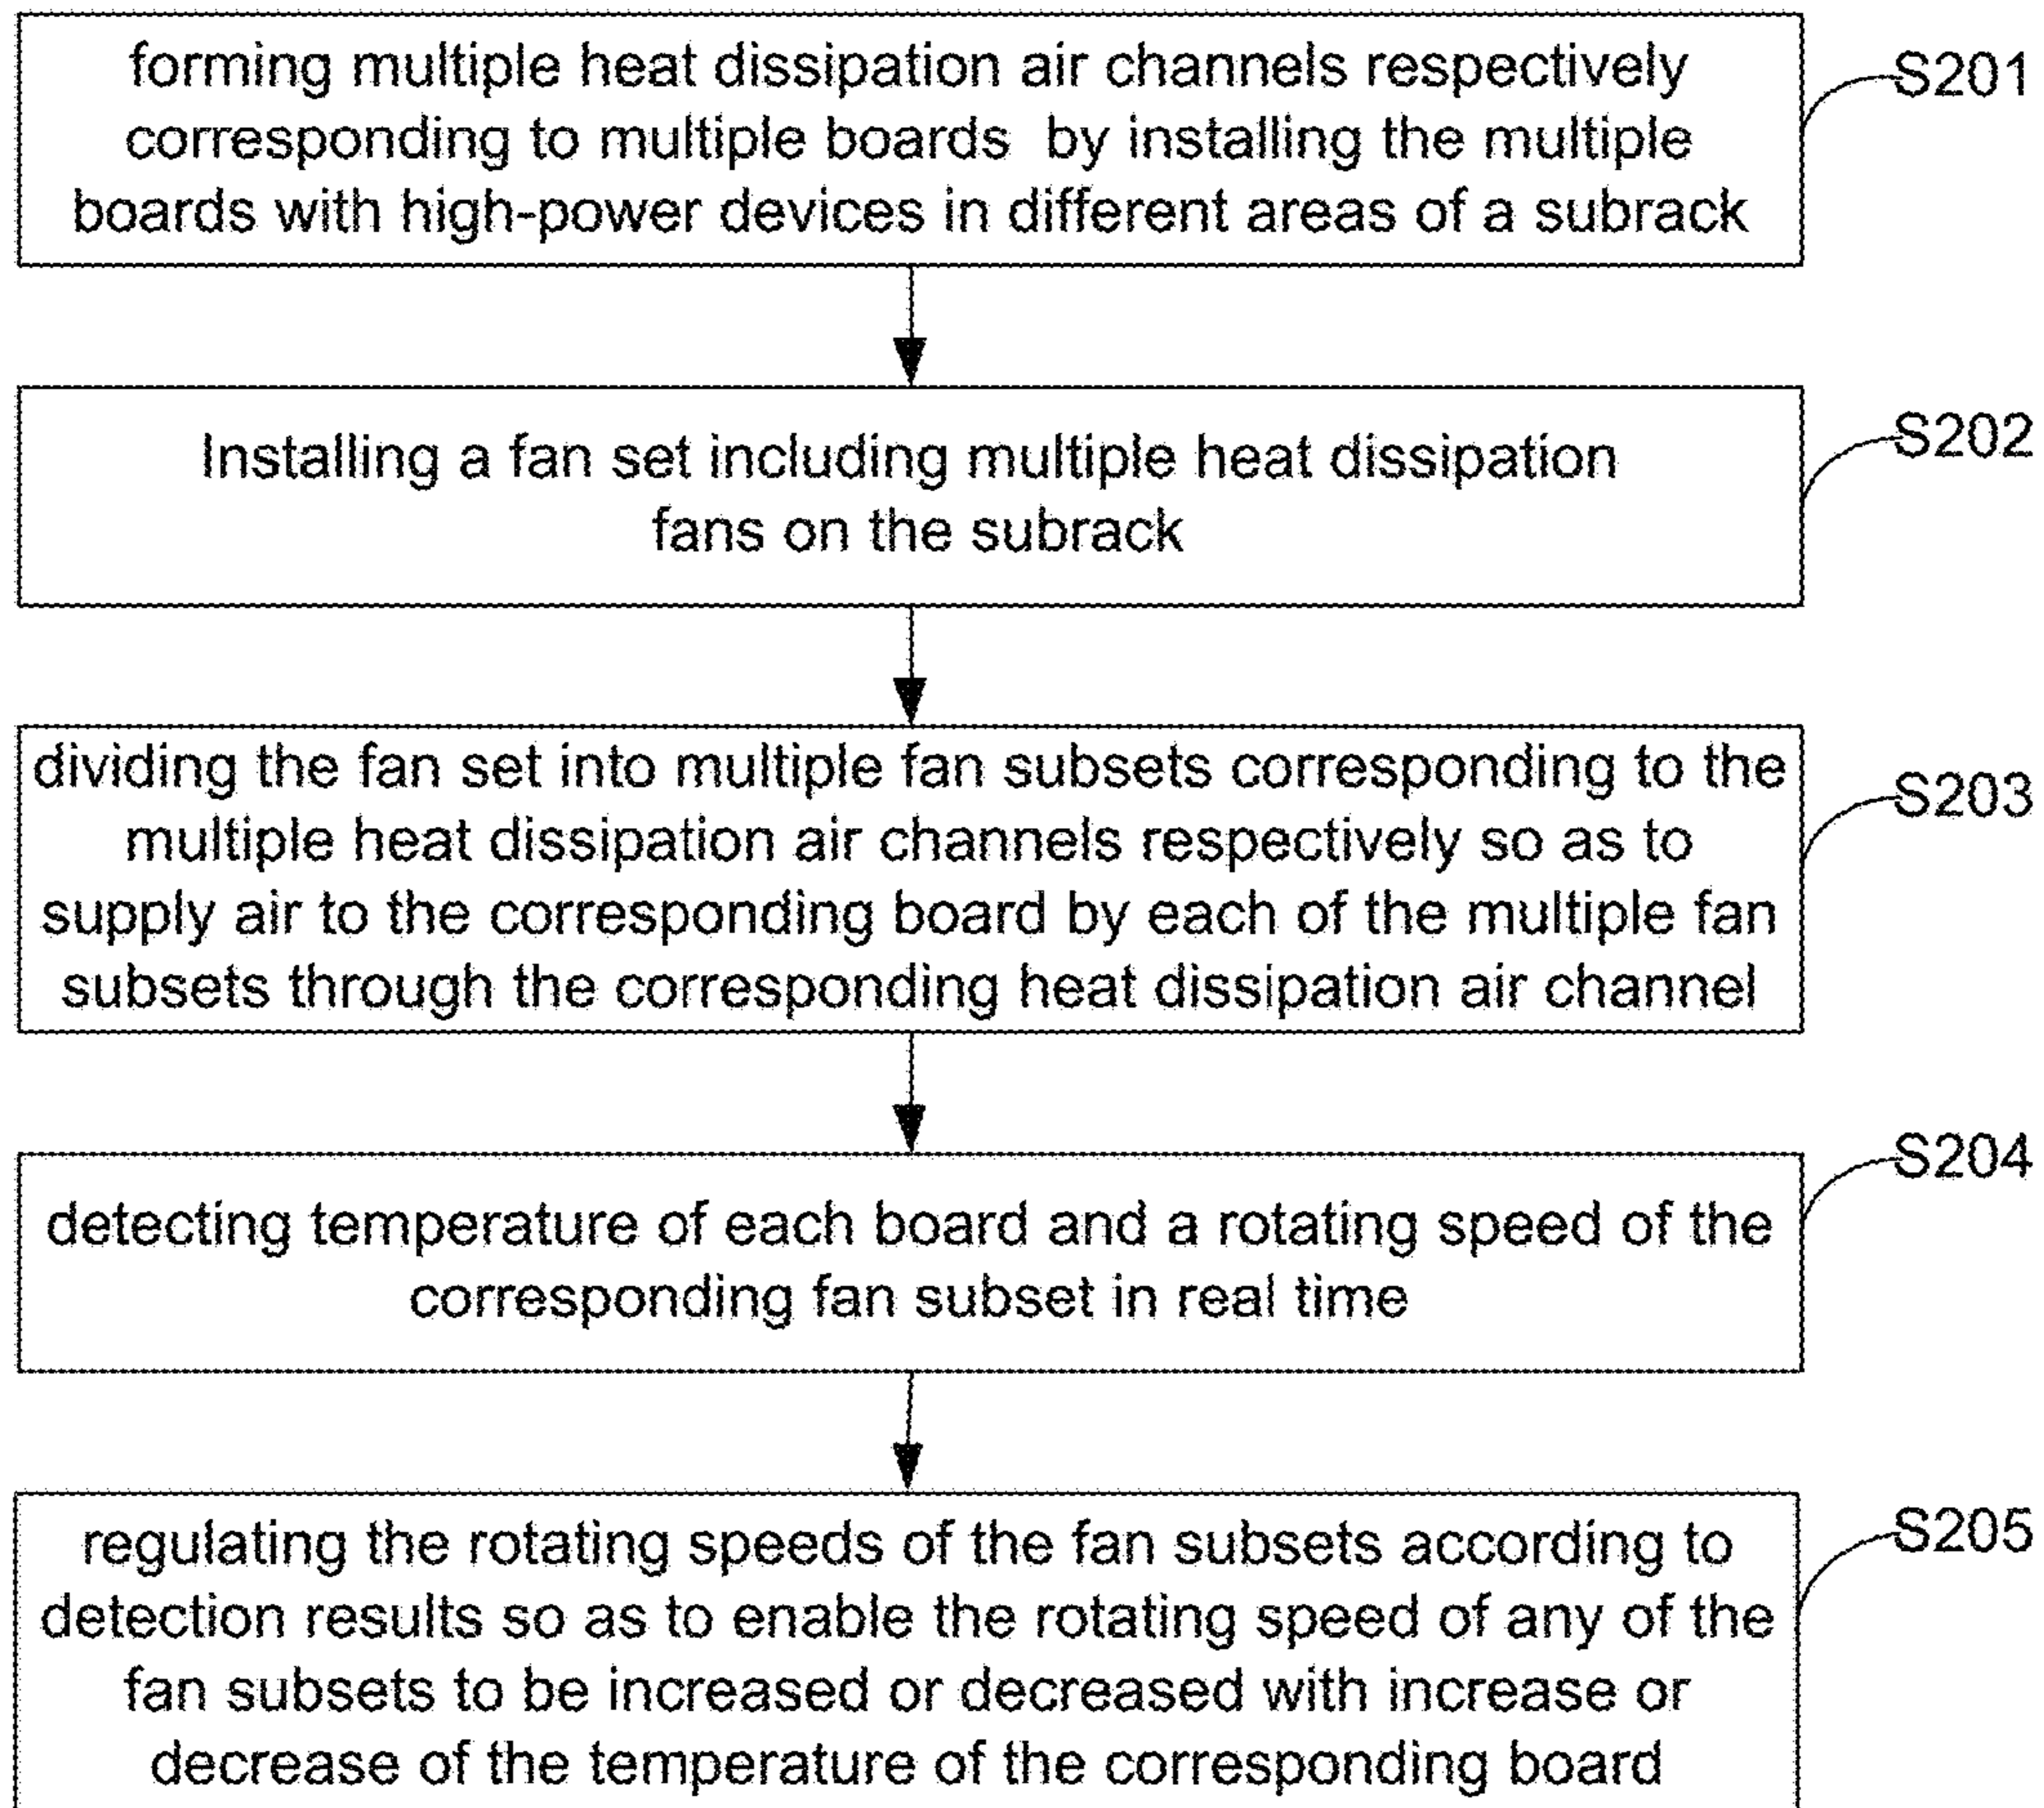 forming multiple heat dissipation air channels respectively
corresponding to multiple boards by installing the multiple
boards with high-power devices in different areas of a subrack
S201
Installing a fan set including multiple heat dissipation
fans on the subrack
S202
dividing the fan set into multiple fan subsets corresponding to the
multiple heat dissipation air channels respectively so as to
supply air to the corresponding board by each of the multiple fan
subsets through the corresponding heat dissipation air channel
S203
detecting temperature of each board and a rotating speed of the
corresponding fan subset in real time
S204
regulating the rotating speeds of the fan subsets according to
detection results so as to enable the rotating speed of any of the
fan subsets to be increased or decreased with increase or
decrease of the temperature of the corresponding board
S205